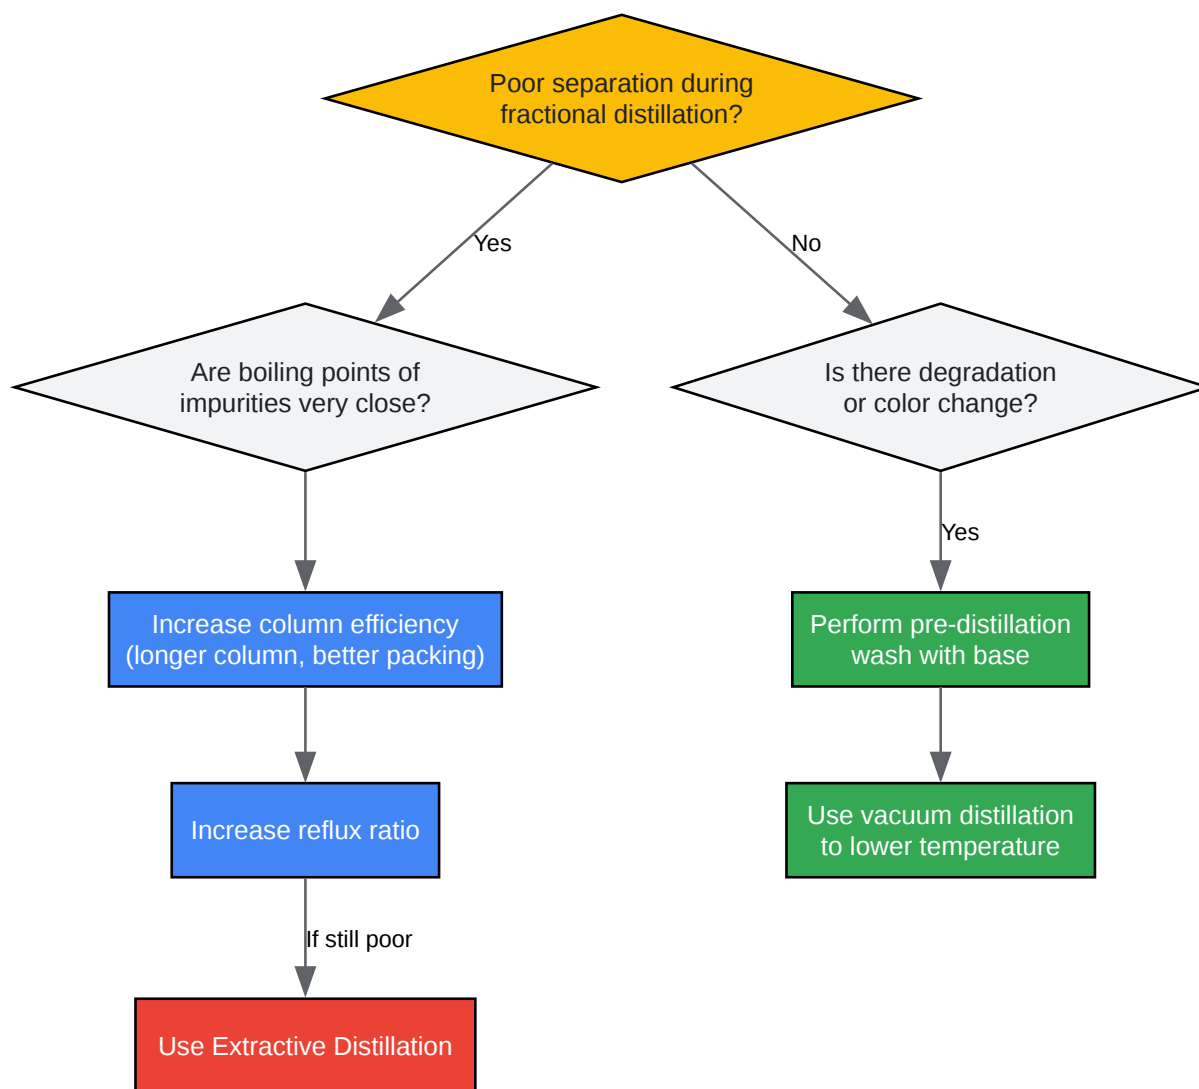 Poor separation during
fractional distillation?
Yes
No
Are boiling points of
impurities very close?
Is there degradation
or color change?
Yes
Increase column efficiency
(longer column, better packing)
Perform pre-distillation
wash with base
Increase reflux ratio
Use vacuum distillation
to lower temperature
If still poor
Use Extractive Distillation